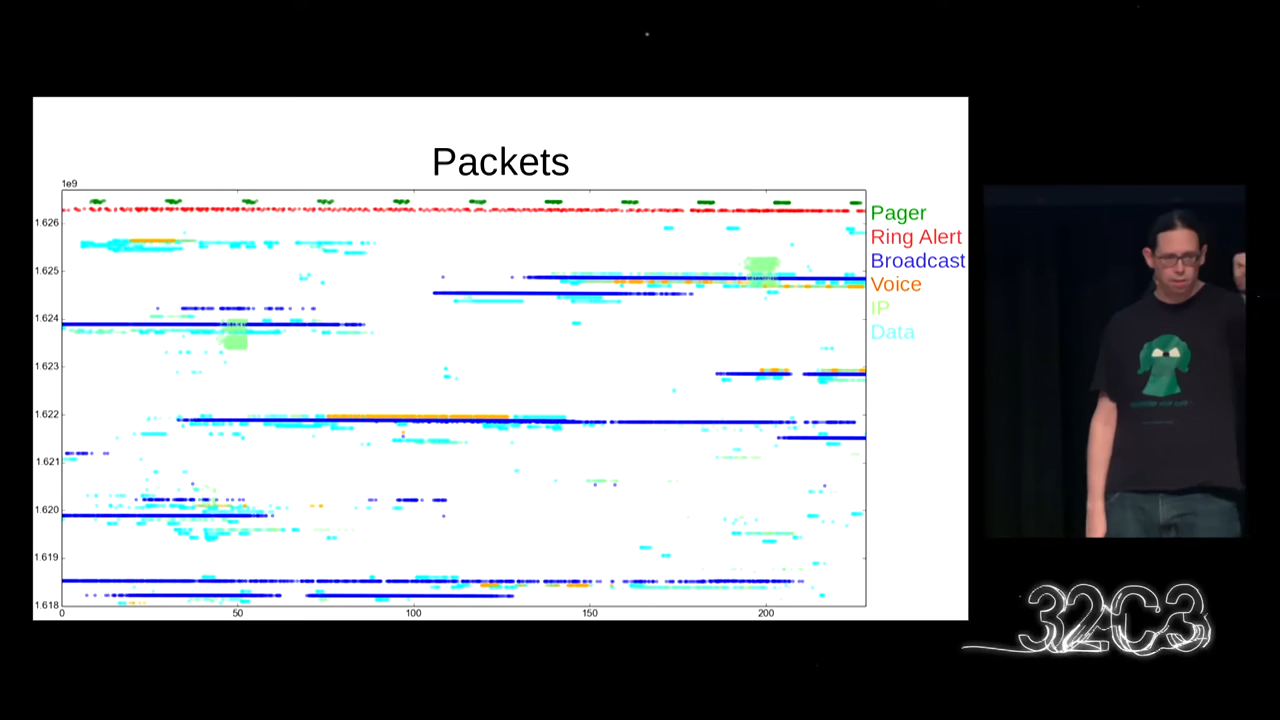 Packets
1e9
1.626
1.625
1.624
1.623
1.622
1.621
1.620
1.619
1.618
0
50
100
150
200
Pager
Ring Alert
Broadcast
Voice
IP
Data
32C3